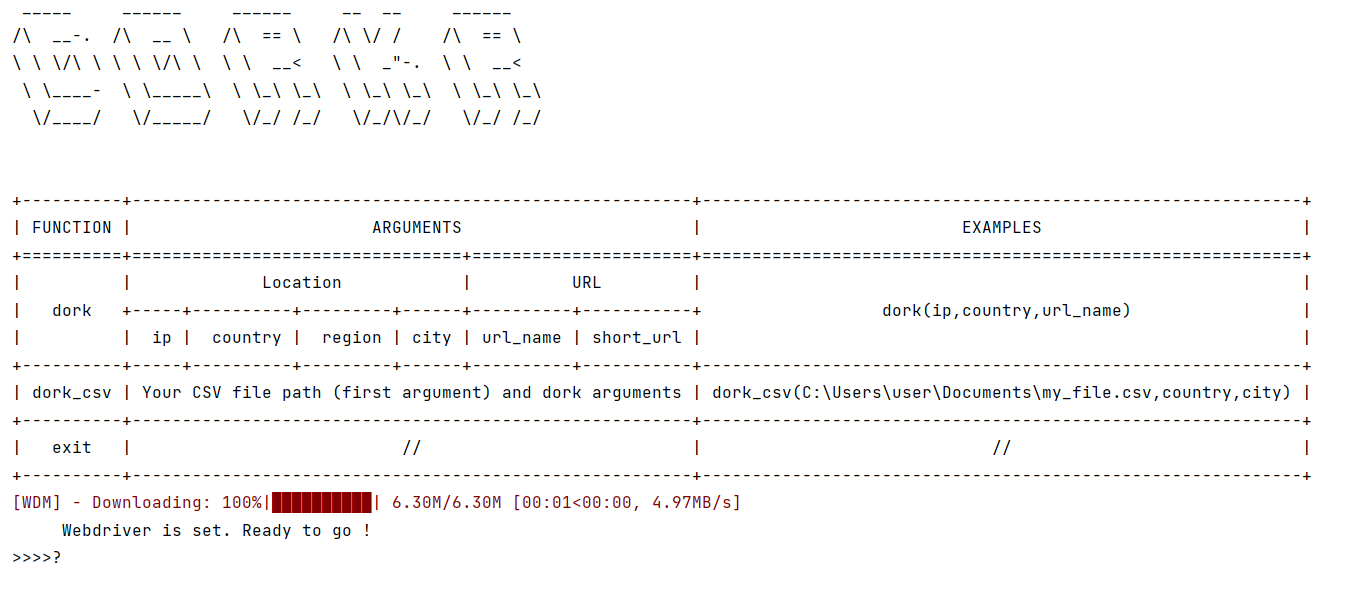 _____     ______     ______     __  __     ______
/\  __-.  /\  __ \   /\  == \   /\ \/ /    /\  == \
\ \ \/\ \ \ \ \/\ \  \ \  __<   \ \  _"-.  \ \  __<
 \ \____-  \ \_____\  \ \_\ \_\  \ \_\ \_\  \ \_\ \_\
  \/____/   \/_____/   \/_/ /_/   \/_/\/_/   \/_/ /_/
+----------+--------------------------------------------------------+------------------------------------------------------------+
| FUNCTION |                        ARGUMENTS                       |                          EXAMPLES                          |
+==========+=================================+======================+============================================================+
|          |             Location            |          URL         |                                                            |
|   dork   +-----+----------+---------+------+----------+-----------+                  dork(ip,country,url_name)                 |
|          |  ip |  country |  region | city | url_name | short_url |                                                            |
+----------+-----+----------+---------+------+----------+-----------+------------------------------------------------------------+
| dork_csv | Your CSV file path (first argument) and dork arguments | dork_csv(C:\Users\user\Documents\my_file.csv,country,city) |
+----------+--------------------------------------------------------+------------------------------------------------------------+
|   exit   |                           //                           |                             //                             |
+----------+--------------------------------------------------------+------------------------------------------------------------+
[WDM] - Downloading: 100%|██████████| 6.30M/6.30M [00:01<00:00, 4.97MB/s]
     Webdriver is set. Ready to go !
>>>>?